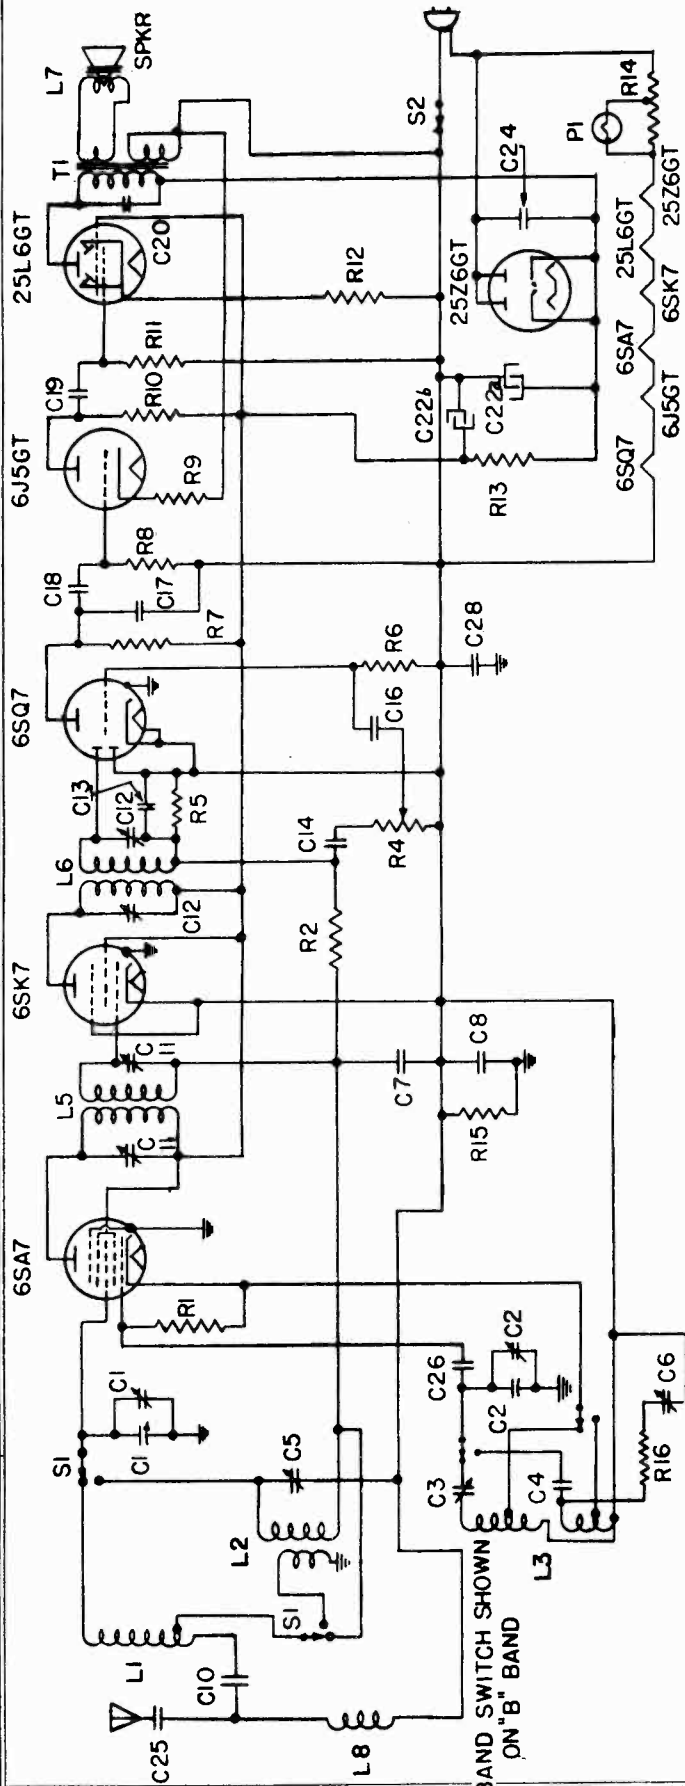 6SA7
6SK7
6SQ7
6J5GT
25L6GT
L7
SPKR
T1
C20
C19
R11
R10
R9
R12
C18
R8
C17
R7
C13
C12
R5
L6
C12
L5
C11
C11
S1
C1
C1
R1
L1
C25
C10
L8
L2
S1
C5
R2
C14
R4
C16
R6
C28
C7
C8
R15
C26
C2
C2
C3
C4
L3
R16
C6
BAND SWITCH SHOWN
ON "B" BAND
S2
C24
25Z6GT
C22b
C22a
R13
P1
R14
6SQ7
6J5GT
6SA7
6SK7
25L6GT
25Z6GT